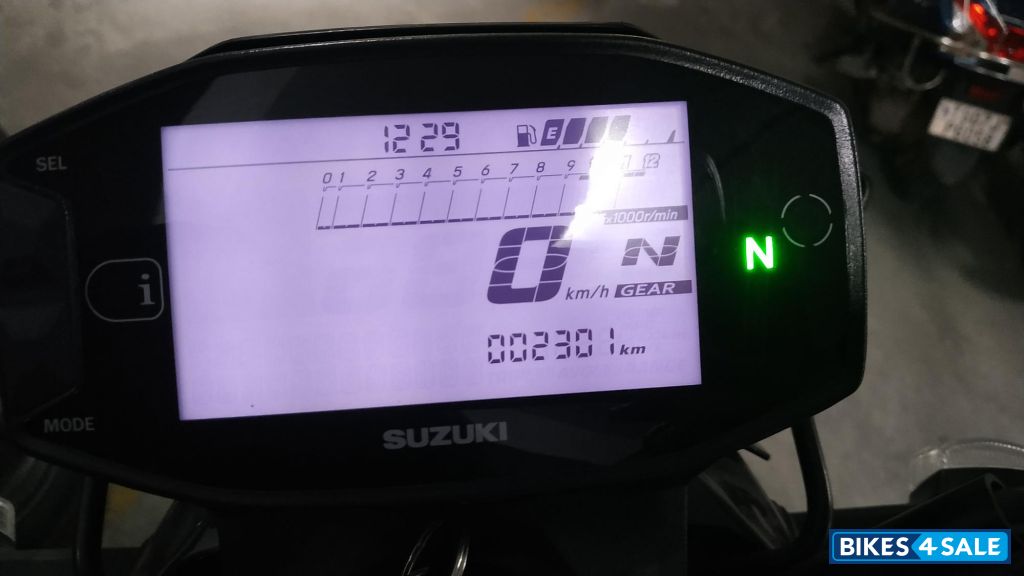 12 29
E
SEL
0 1 2 3 4 5 6 7 8 9 12
x1000r/min
N
N
i
0 km/h GEAR
002301 km
MODE
SUZUKI
BIKES4SALE